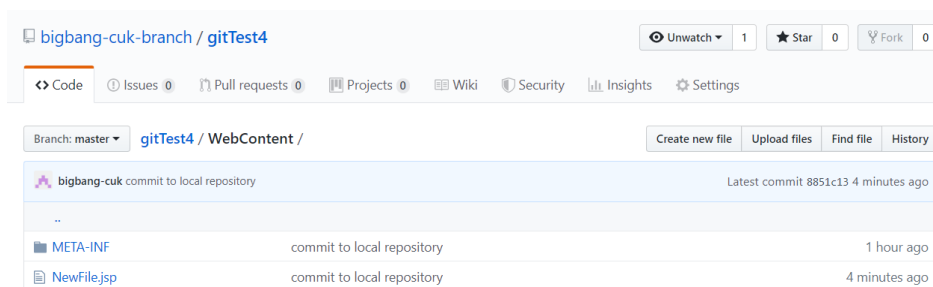 bigbang-cuk-branch / gitTest4
Unwatch 1 Star 0 Fork 0
Code Issues 0 Pull requests 0 Projects 0 Wiki Security Insights Settings
Branch: master gitTest4 / WebContent / Create new file Upload files Find file History
bigbang-cuk commit to local repository Latest commit 8851c13 4 minutes ago
..
META-INF commit to local repository 1 hour ago
NewFile.jsp commit to local repository 4 minutes ago